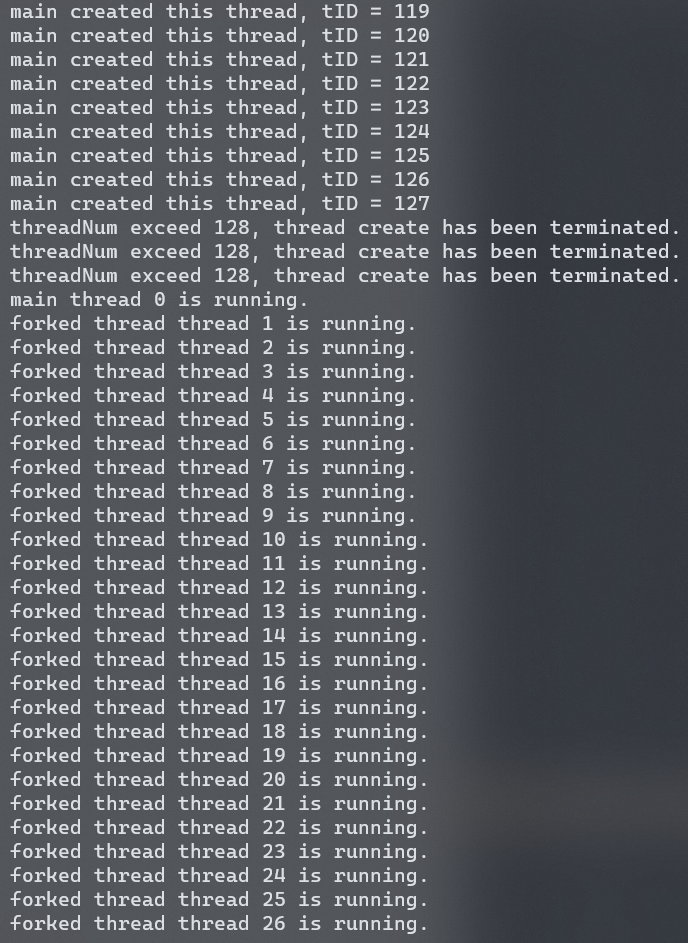 main created this thread, tID = 119
main created this thread, tID = 120
main created this thread, tID = 121
main created this thread, tID = 122
main created this thread, tID = 123
main created this thread, tID = 124
main created this thread, tID = 125
main created this thread, tID = 126
main created this thread, tID = 127
threadNum exceed 128, thread create has been terminated.
threadNum exceed 128, thread create has been terminated.
threadNum exceed 128, thread create has been terminated.
main thread 0 is running.
forked thread thread 1 is running.
forked thread thread 2 is running.
forked thread thread 3 is running.
forked thread thread 4 is running.
forked thread thread 5 is running.
forked thread thread 6 is running.
forked thread thread 7 is running.
forked thread thread 8 is running.
forked thread thread 9 is running.
forked thread thread 10 is running.
forked thread thread 11 is running.
forked thread thread 12 is running.
forked thread thread 13 is running.
forked thread thread 14 is running.
forked thread thread 15 is running.
forked thread thread 16 is running.
forked thread thread 17 is running.
forked thread thread 18 is running.
forked thread thread 19 is running.
forked thread thread 20 is running.
forked thread thread 21 is running.
forked thread thread 22 is running.
forked thread thread 23 is running.
forked thread thread 24 is running.
forked thread thread 25 is running.
forked thread thread 26 is running.